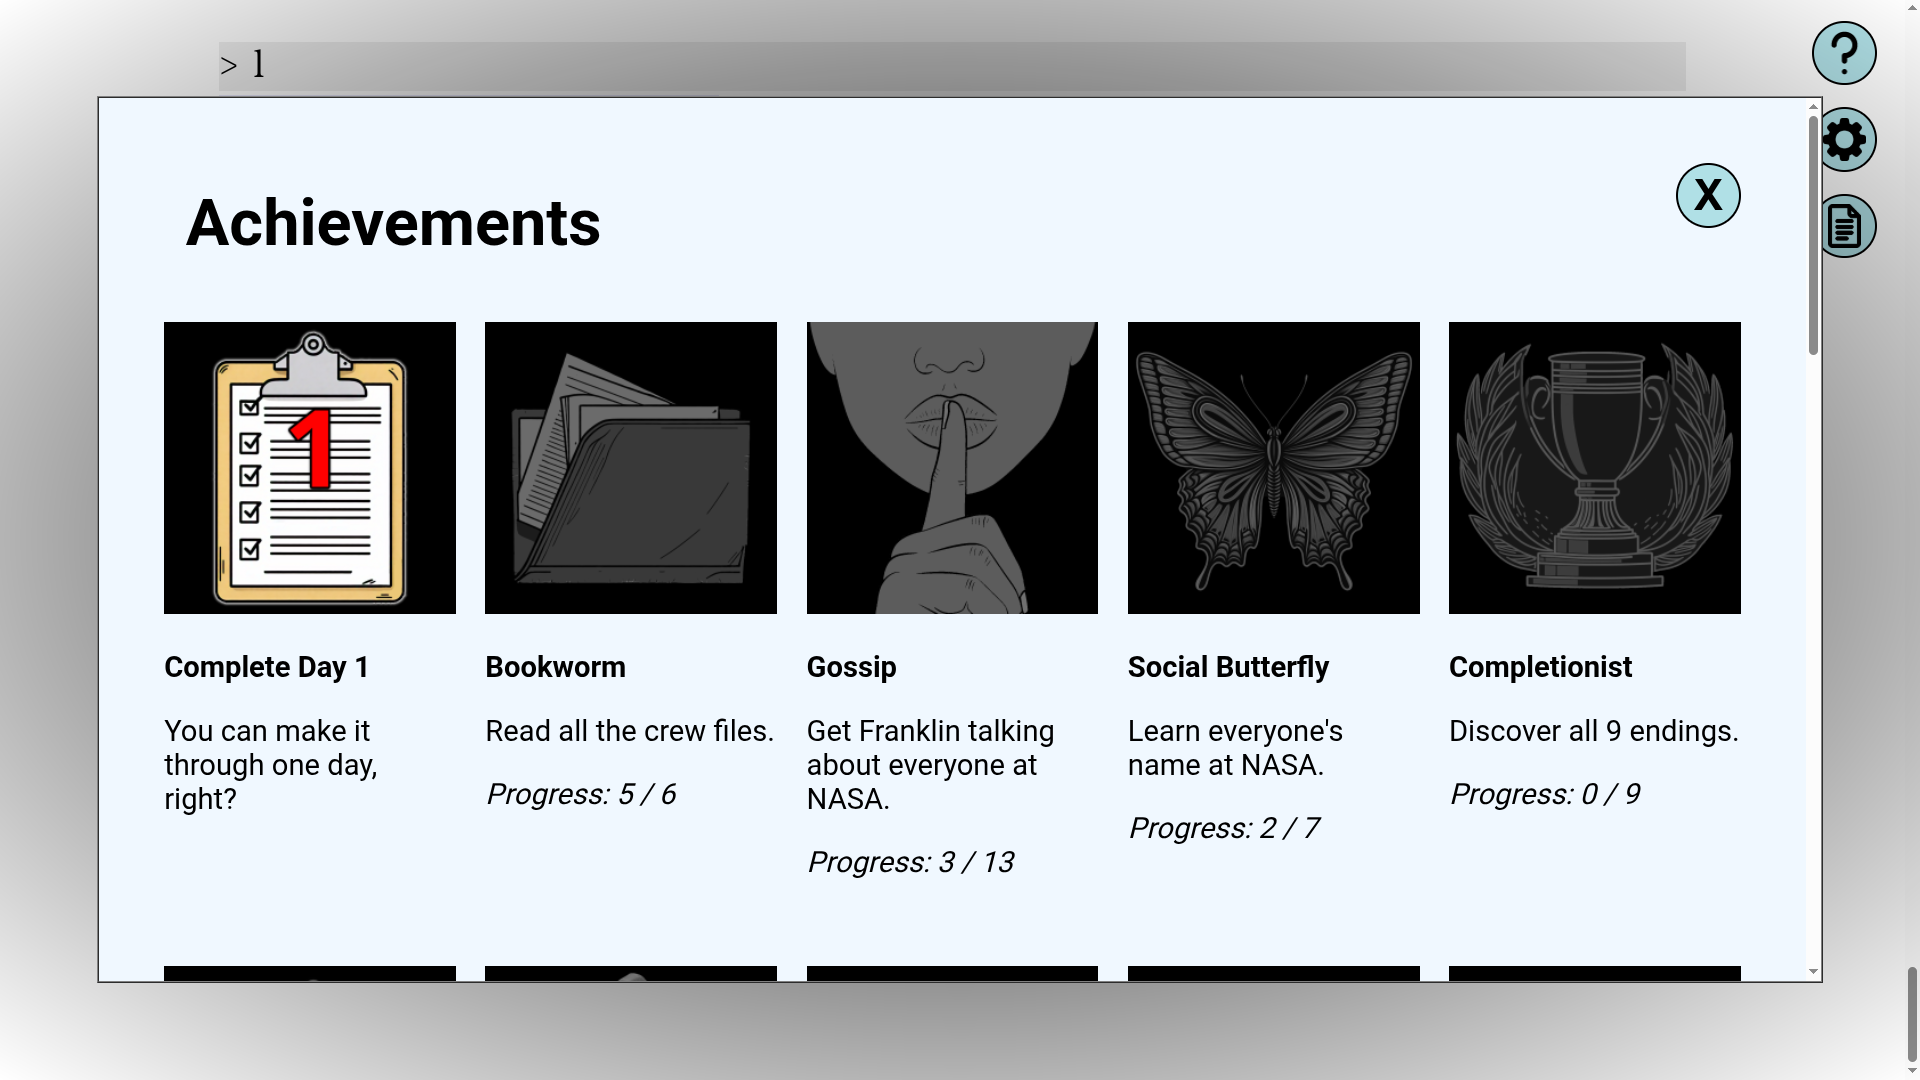 > l
?
Achievements
X
1
Complete Day 1
You can make it
through one day,
right?
Bookworm
Read all the crew files.
Progress: 5 / 6
Gossip
Get Franklin talking
about everyone at
NASA.
Progress: 3 / 13
Social Butterfly
Learn everyone's
name at NASA.
Progress: 2 / 7
Completionist
Discover all 9 endings.
Progress: 0 / 9